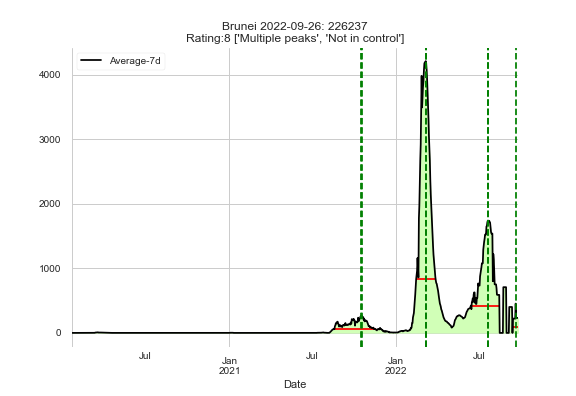 Brunei 2022-09-26: 226237
Rating:8 ['Multiple peaks', 'Not in control']
Average-7d
4000
3000
2000
1000
0
Jul
Jan
2021
Jul
Jan
2022
Jul
Date